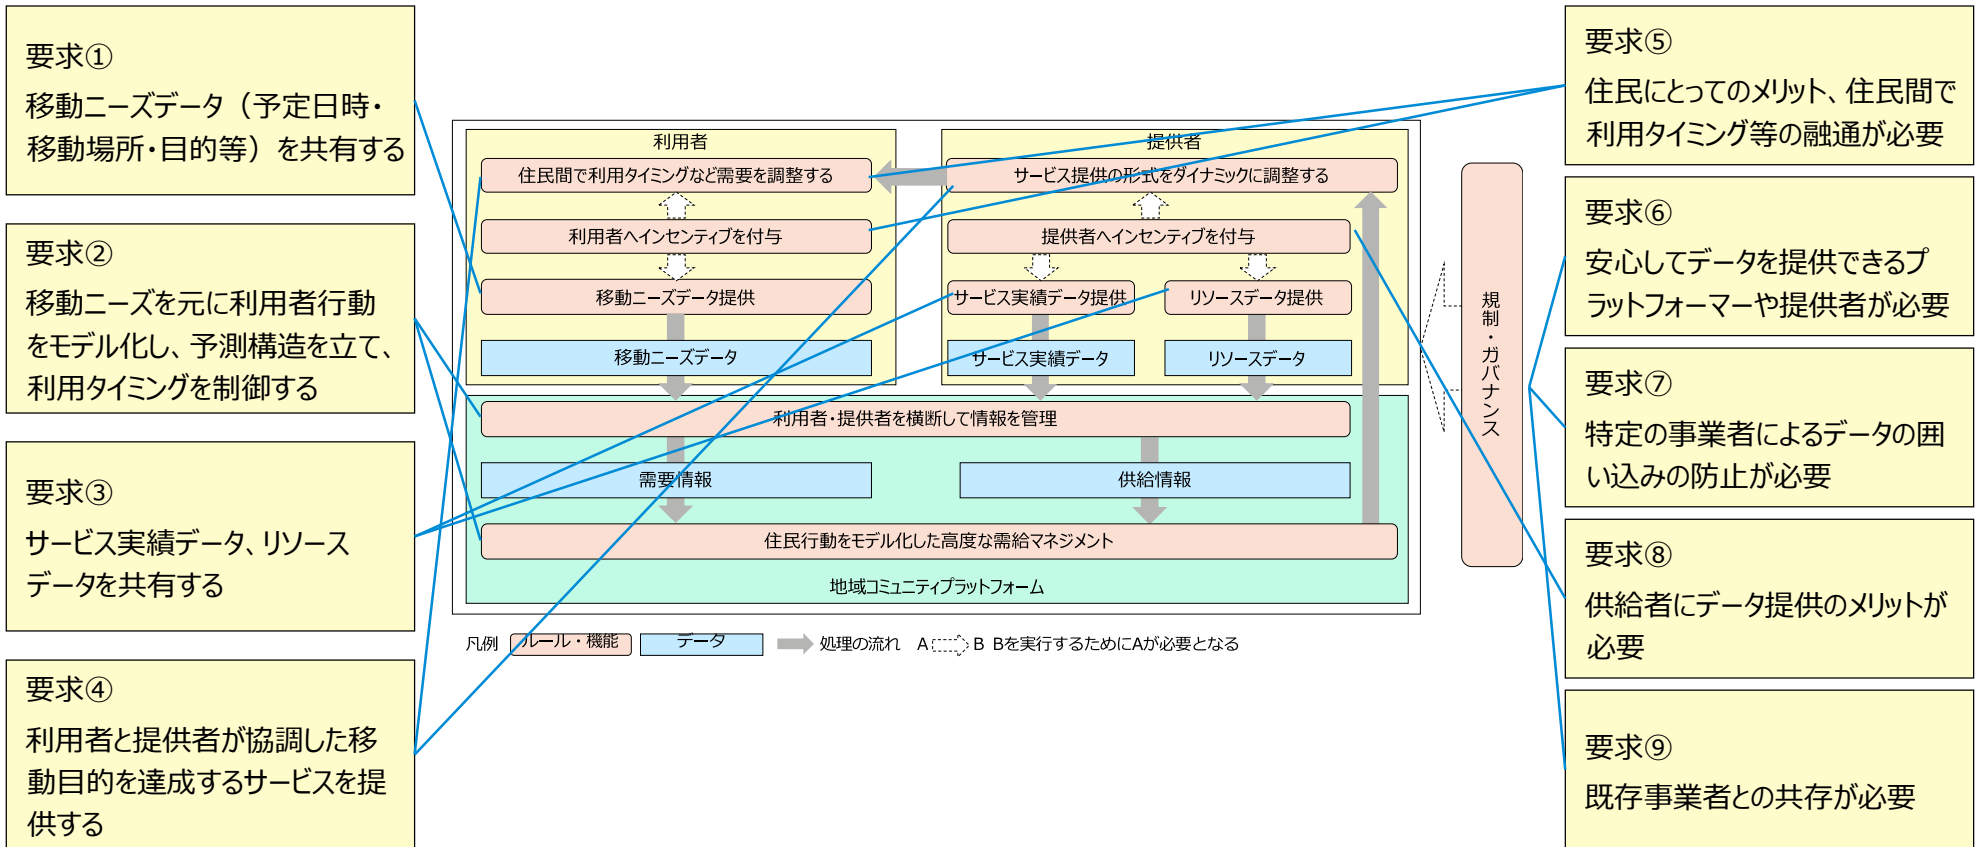 要求①
移動ニーズデータ（予定日時・
移動場所・目的等）を共有する
要求②
移動ニーズを元に利用者行動
をモデル化し、予測構造を立て、
利用タイミングを制御する
要求③
サービス実績データ、リソース
データを共有する
要求④
利用者と提供者が協調した移
動目的を達成するサービスを提
供する
利用者
住民間で利用タイミングなど需要を調整する
利用者へインセンティブを付与
移動ニーズデータ提供
移動ニーズデータ
提供者
サービス提供の形式をダイナミックに調整する
提供者へインセンティブを付与
サービス実績データ提供
リソースデータ提供
サービス実績データ
リソースデータ
利用者・提供者を横断して情報を管理
需要情報
供給情報
住民行動をモデル化した高度な需給マネジメント
地域コミュニティプラットフォーム
凡例 ルール・機能 データ 処理の流れ A B Bを実行するためにAが必要となる
規制・ガバナンス
要求⑤
住民にとってのメリット、住民間で
利用タイミング等の融通が必要
要求⑥
安心してデータを提供できるプ
ラットフォーマーや提供者が必要
要求⑦
特定の事業者によるデータの囲
い込みの防止が必要
要求⑧
供給者にデータ提供のメリットが
必要
要求⑨
既存事業者との共存が必要